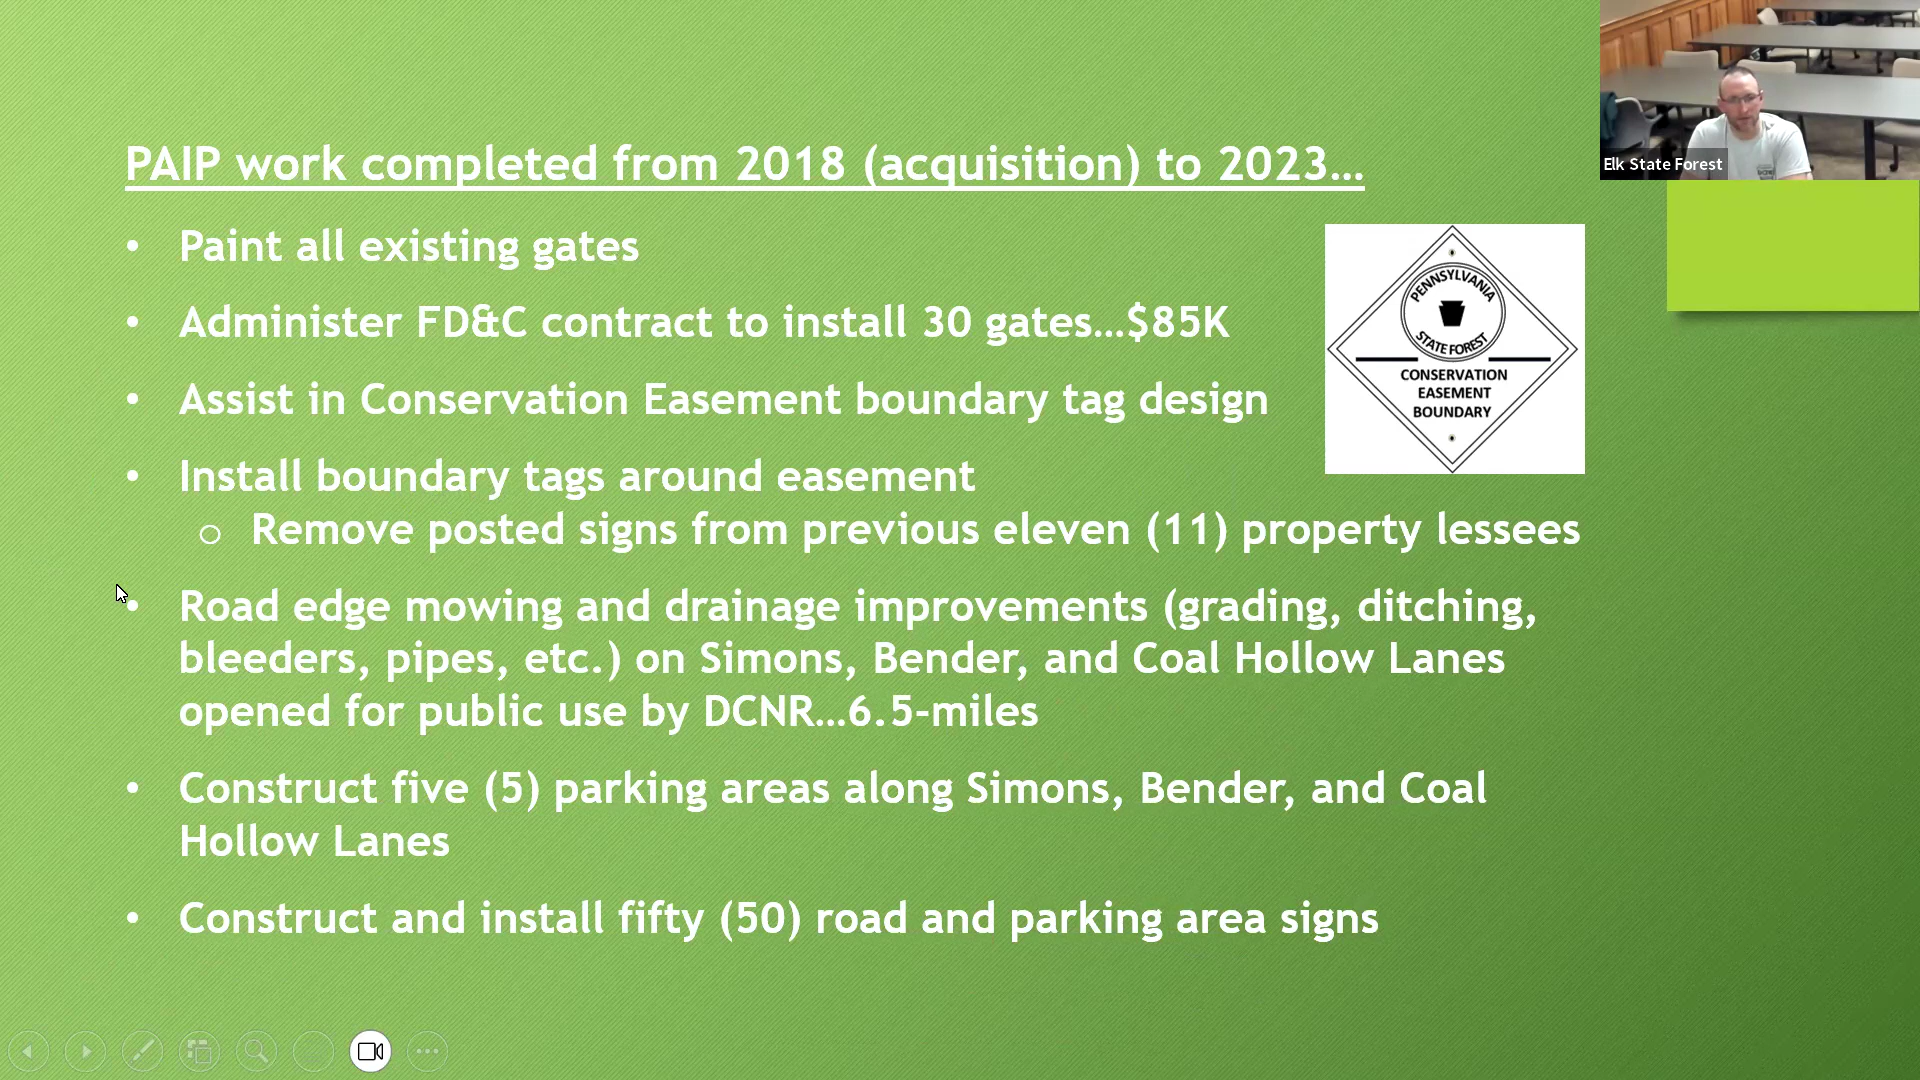 PAIP work completed from 2018 (acquisition) to 2023...
• Paint all existing gates
• Administer FD&C contract to install 30 gates...$85K
• Assist in Conservation Easement boundary tag design
• Install boundary tags around easement
o Remove posted signs from previous eleven (11) property lessees
• Road edge mowing and drainage improvements (grading, ditching,
bleeders, pipes, etc.) on Simons, Bender, and Coal Hollow Lanes
opened for public use by DCNR...6.5-miles
• Construct five (5) parking areas along Simons, Bender, and Coal
Hollow Lanes
• Construct and install fifty (50) road and parking area signs
PENNSYLVANIA
STATE FOREST
CONSERVATION
EASEMENT
BOUNDARY
Elk State Forest